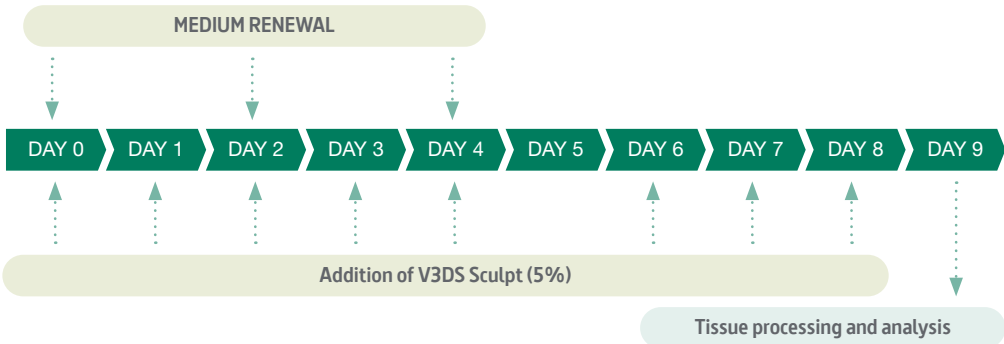 MEDIUM RENEWAL
DAY 0 DAY 1 DAY 2 DAY 3 DAY 4 DAY 5 DAY 6 DAY 7 DAY 8 DAY 9
Addition of V3DS Sculpt (5%)
Tissue processing and analysis